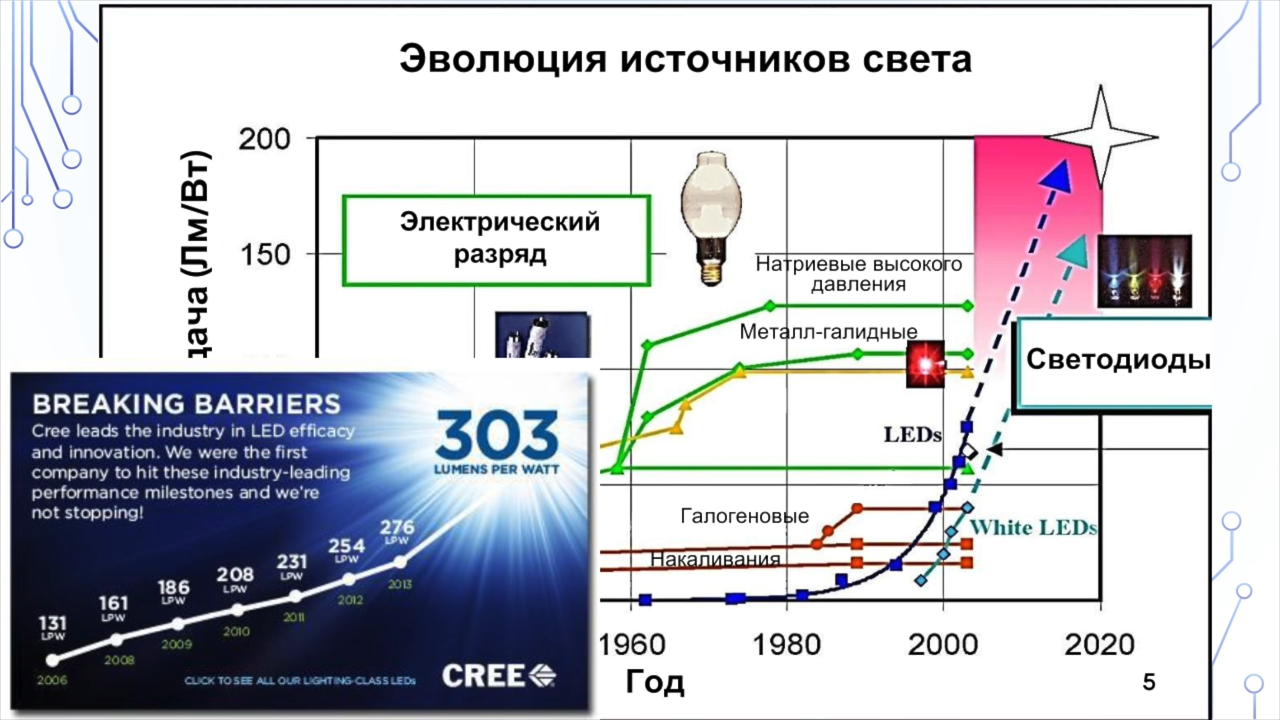 Эволюция источников света
200
150
дача (Лм/Вт)
Электрический
разряд
Натриевые высокого
давления
Металл-галидные
Светодиоды
LEDs
White LEDs
Галогеновые
Накаливания
1960
1980
2000
2020
Год
5
BREAKING BARRIERS
Cree leads the industry in LED efficacy
and innovation. We were the first
company to hit these industry-leading
performance milestones and we're
not stopping!
303
LUMENS PER WATT
131
LPW
161
LPW
186
LPW
208
LPW
231
LPW
254
LPW
276
LPW
2006
2008
2009
2010
2011
2012
2013
CLICK TO SEE ALL OUR LIGHTING-CLASS LEDs
CREE